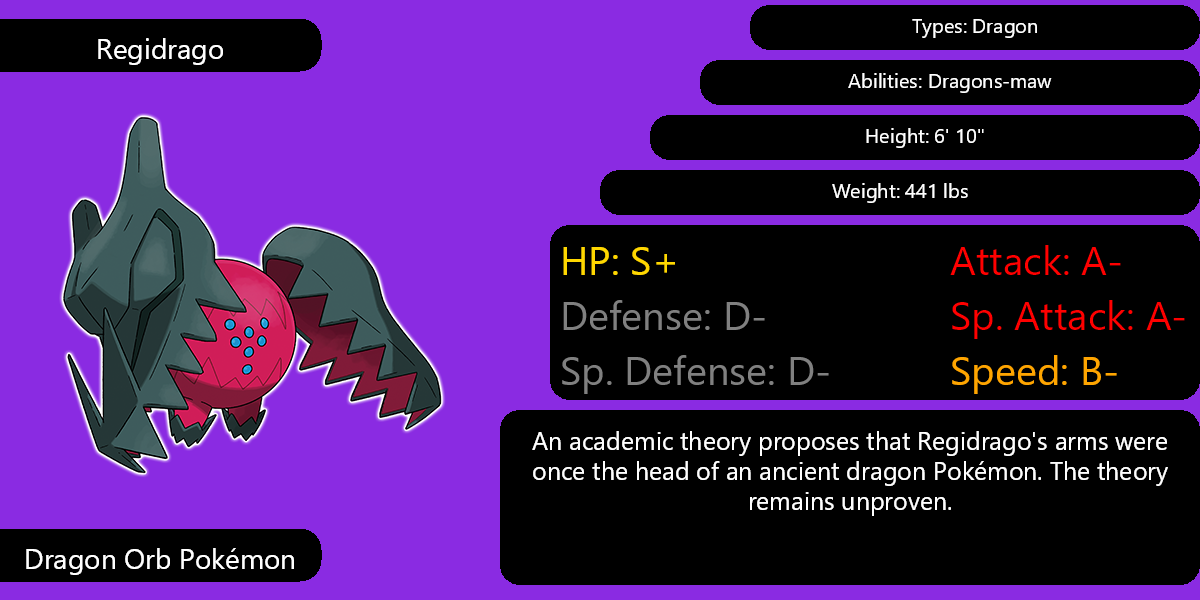 Regidrago
Types: Dragon
Abilities: Dragons-maw
Height: 6' 10"
Weight: 441 lbs
HP: S+
Attack: A-
Defense: D-
Sp. Attack: A-
Sp. Defense: D-
Speed: B-
An academic theory proposes that Regidrago's arms were
once the head of an ancient dragon Pokémon. The theory
remains unproven.
Dragon Orb Pokémon